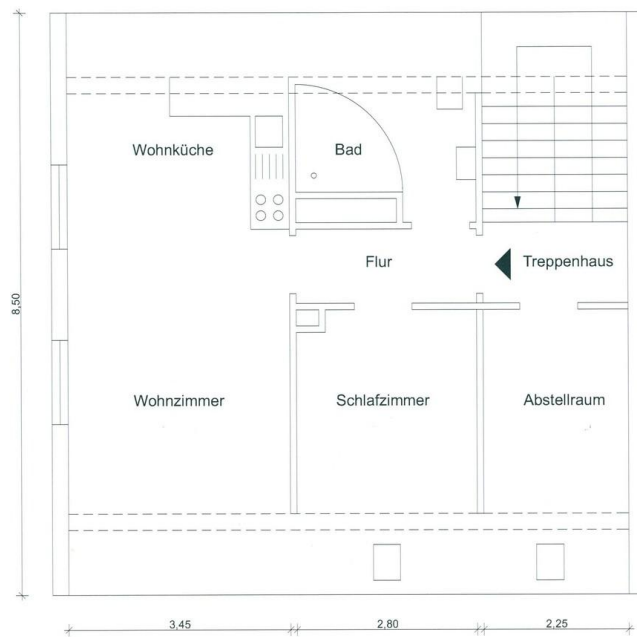 Wohnküche
Bad
Flur
Treppenhaus
8,50
Wohnzimmer
Schlafzimmer
Abstellraum
3,45
2,80
2,25